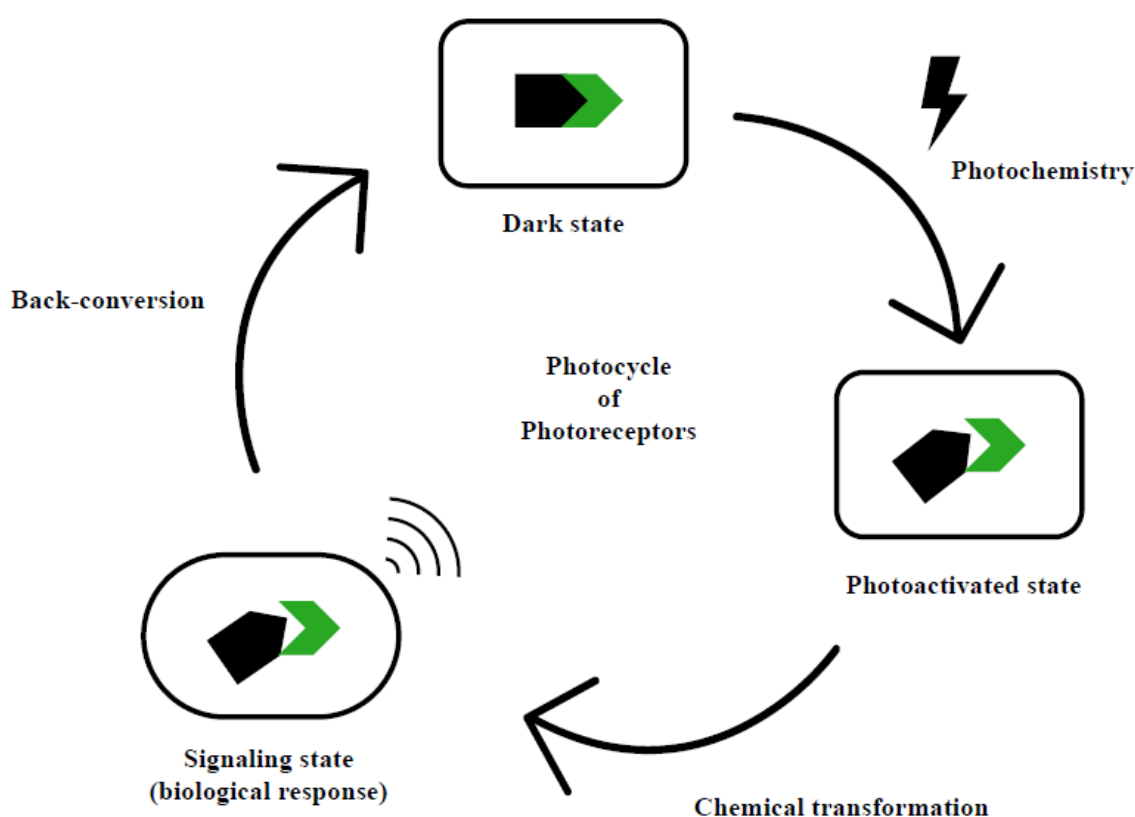 Photochemistry
Dark state
Back-conversion
Photocycle
of
Photoreceptors
Photoactivated state
Signaling state
(biological response)
Chemical transformation